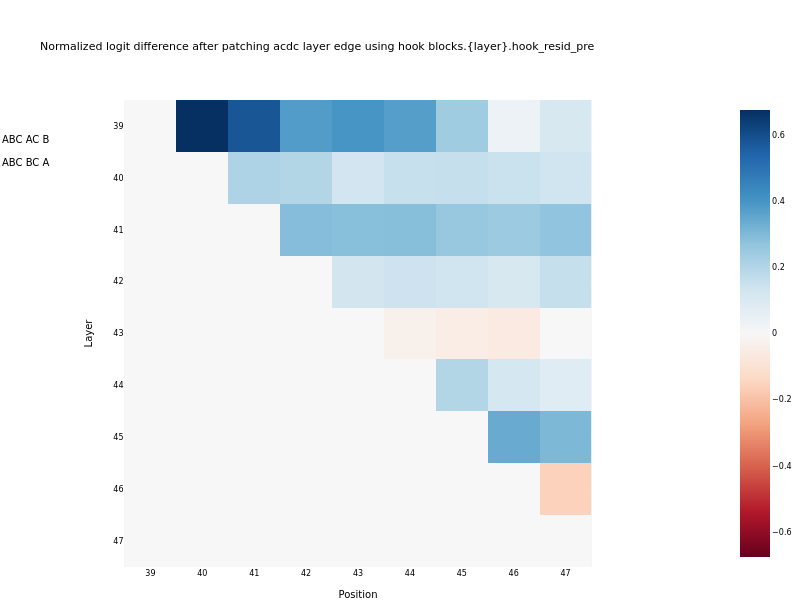 Normalized logit difference after patching acdc layer edge using hook blocks.{layer}.hook_resid_pre
ABC AC B
ABC BC A
Layer
39
40
41
42
43
44
45
46
47
39 40 41 42 43 44 45 46 47
Position
0.6
0.4
0.2
0
−0.2
−0.4
−0.6